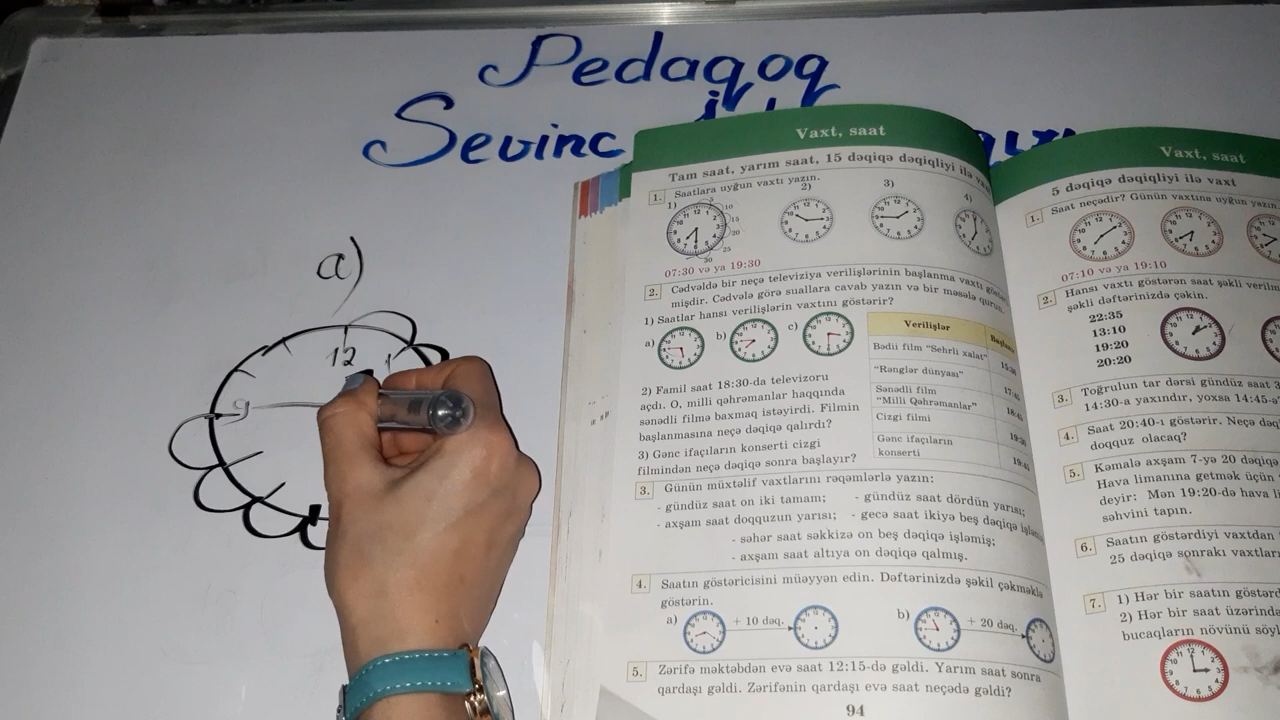 Pedaqoq
Sevinc
a)
12
1
9
Vaxt, saat
Tam saat, yarım saat, 15 dəqiqə dəqiqliyi ilə
1. Saatlara uyğun vaxtı yazın.
1) 2) 3) 4)
07:30 və ya 19:30
2. Cədvəldə bir neçə televiziya verilişlərinin başlanma vaxtı
mişdir. Cədvələ görə suallara cavab yazın və bir məsələ qurun.
1) Saatlar hansı verilişlərin vaxtını göstərir?
a) b) c)
Verilişlər
Bədii film “Sehrli xalat”
“Rənglər dünyası”
Sənədli film
“Milli Qəhrəmanlar”
Cizgi filmi
Gənc ifaçıların
konserti
2) Famil saat 18:30-da televizoru
açdı. O, milli qəhrəmanlar haqqında
sənədli filmə baxmaq istəyirdi. Filmin
başlanmasına neçə dəqiqə qalırdı?
3) Gənc ifaçıların konserti cizgi
filmindən neçə dəqiqə sonra başlayır?
3. Günün müxtəlif vaxtlarını rəqəmlərlə yazın:
- gündüz saat on iki tamam; - gündüz saat dördün yarısı;
- axşam saat doqquzun yarısı; - gecə saat ikiyə beş dəqiqə
- səhər saat səkkizə on beş dəqiqə işləmiş;
- axşam saat altıya on dəqiqə qalmış.
4. Saatın göstəricisini müəyyən edin. Dəftərinizdə şəkil çəkməklə
göstərin.
a) + 10 dəq. b) + 20 dəq.
5. Zərifə məktəbdən evə saat 12:15-də gəldi. Yarım saat sonra
qardaşı gəldi. Zərifənin qardaşı evə saat neçədə gəldi?
94
Vaxt, saat
5 dəqiqə dəqiqliyi ilə vaxt
1. Saat neçədir? Günün vaxtına uyğun
07:10 və ya 19:10
2. Hansı vaxtı göstərən saat şəkli
şəkli dəftərinizdə çəkin.
22:35
13:10
19:20
20:20
3. Toğrulun tar dərsi gündüz saat
14:30-a yaxındır, yoxsa 14:45-ə
4. Saat 20:40-ı göstərir. Neçə
doqquz olacaq?
5. Kəmalə axşam 7-yə 20 dəqiqə
Hava limanına getmək üçün
deyir: Mən 19:20-də hava
səhvini tapın.
6. Saatın göstərdiyi vaxtdan
25 dəqiqə sonrakı
7. 1) Hər bir saatın
2) Hər bir saat üzərində
bucaqların növünü